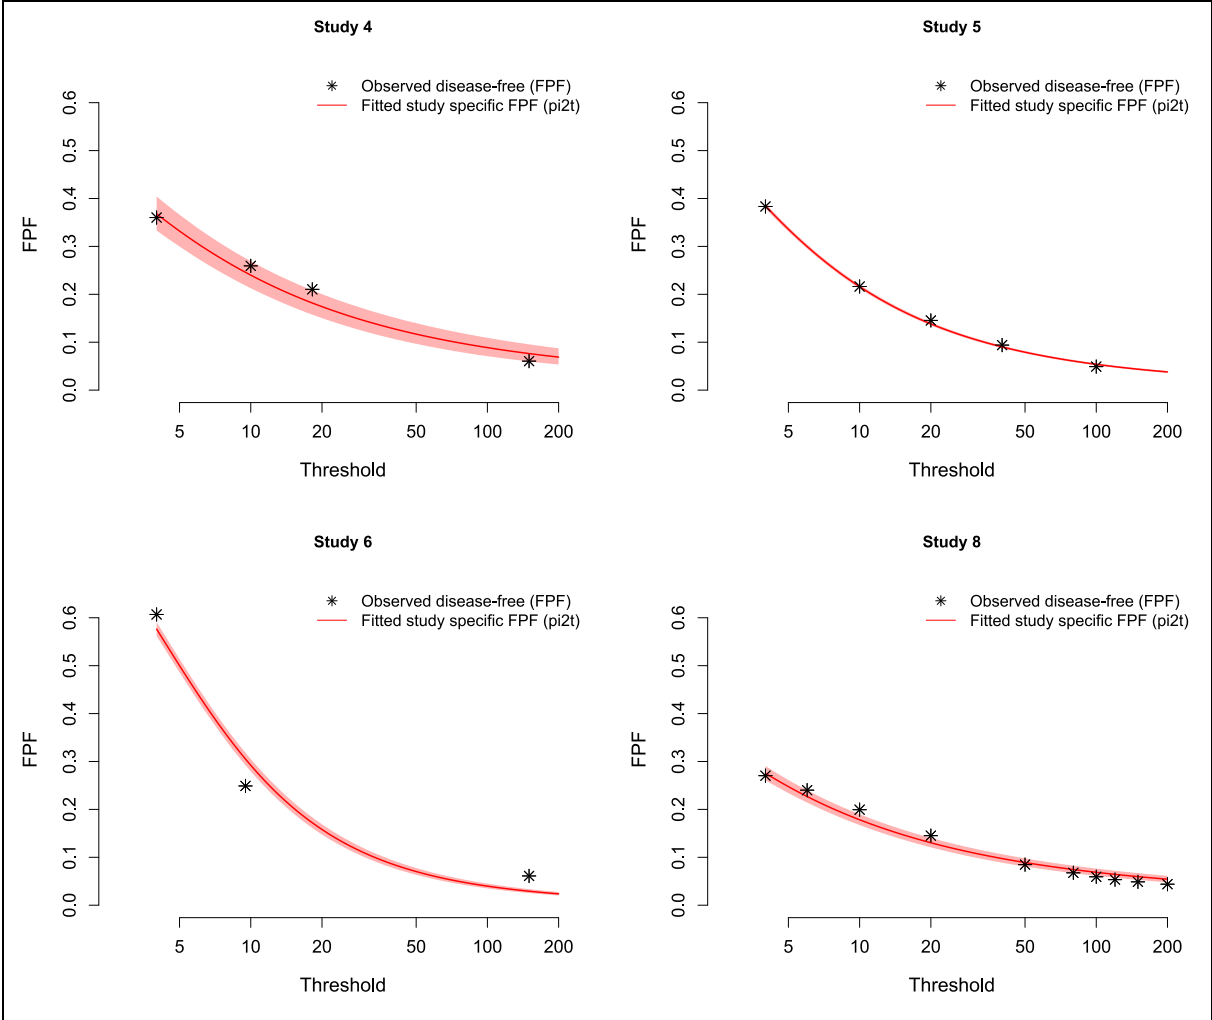 Study 4
Observed disease-free (FPF)
Fitted study specific FPF (pi2t)
FPF
0.0 0.1 0.2 0.3 0.4 0.5 0.6
5 10 20 50 100 200
Threshold
Study 5
Observed disease-free (FPF)
Fitted study specific FPF (pi2t)
FPF
0.0 0.1 0.2 0.3 0.4 0.5 0.6
5 10 20 50 100 200
Threshold
Study 6
Observed disease-free (FPF)
Fitted study specific FPF (pi2t)
FPF
0.0 0.1 0.2 0.3 0.4 0.5 0.6
5 10 20 50 100 200
Threshold
Study 8
Observed disease-free (FPF)
Fitted study specific FPF (pi2t)
FPF
0.0 0.1 0.2 0.3 0.4 0.5 0.6
5 10 20 50 100 200
Threshold